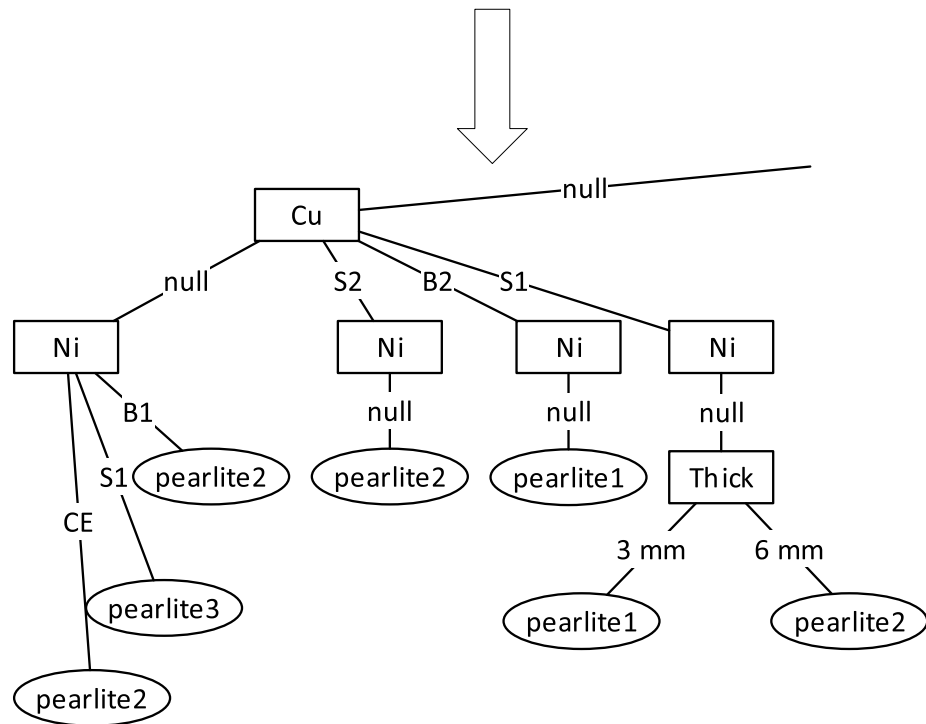 null
Cu
null
S2
B2
S1
Ni
Ni
Ni
Ni
B1
null
null
null
S1
pearlite2
pearlite2
pearlite1
Thick
CE
3 mm
6 mm
pearlite3
pearlite1
pearlite2
pearlite2